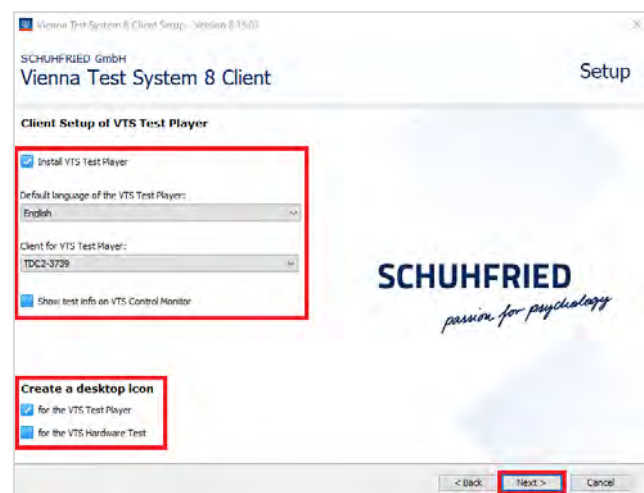 Vienna Test System 8 Client Setup - Version 8.15.02
SCHUHFRIED GmbH
Vienna Test System 8 Client
Setup
Client Setup of VTS Test Player
Install VTS Test Player
Default language of the VTS Test Player:
English
Client for VTS Test Player:
TDC2-3739
Show test info on VTS Control Monitor
SCHUHFRIED
passion for psychology
Create a desktop icon
for the VTS Test Player
for the VTS Hardware Test
< Back Next > Cancel